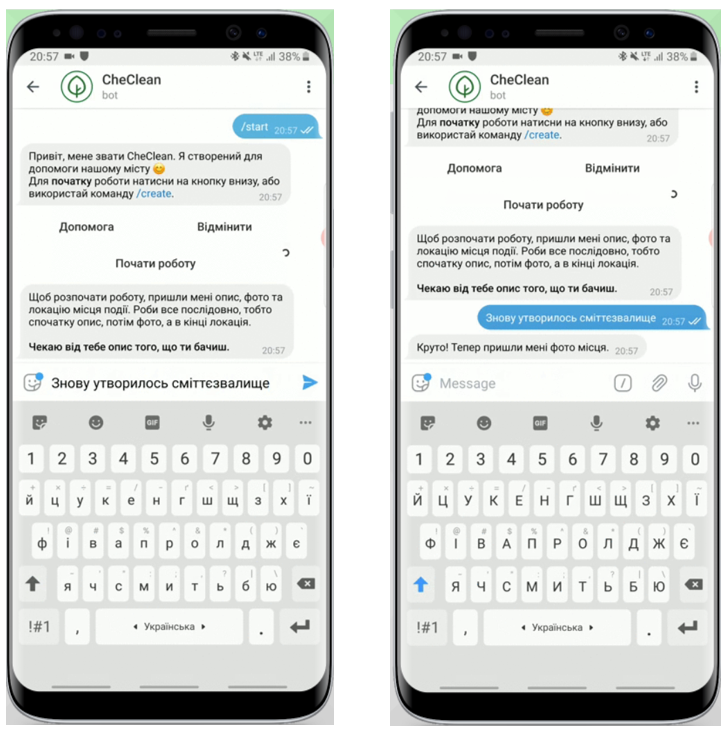 20:57
LTE
38%
CheClean
bot
/start 20:57
Привіт, мене звати CheClean. Я створений для
допомоги нашому місту 😊
Для початку роботи натисни на кнопку внизу, або
використай команду /create.
20:57
Допомога Відмінити
Почати роботу
Щоб розпочати роботу, пришли мені опис, фото та
локацію місця події. Роби все послідовно, тобто
спочатку опис, потім фото, а в кінці локація.
Чекаю від тебе опис того, що ти бачиш.
20:57
Знову утворилось сміттєзвалище
GIF
1 2 3 4 5 6 7 8 9 0
й ц у к е н г ш щ з х ї
ф і в а п р о л д ж є
я ч с м и т ь б ю
!#1 , Українська .
20:57
LTE
38%
CheClean
bot
допомоги нашому місту 😊
Для початку роботи натисни на кнопку внизу, або
використай команду /create.
20:57
Допомога Відмінити
Почати роботу
Щоб розпочати роботу, пришли мені опис, фото та
локацію місця події. Роби все послідовно, тобто
спочатку опис, потім фото, а в кінці локація.
Чекаю від тебе опис того, що ти бачиш.
20:57
Знову утворилось сміттєзвалище 20:57
Круто! Тепер пришли мені фото місця. 20:57
Message
GIF
1 2 3 4 5 6 7 8 9 0
Й Ц У К Е Н Г Ш Щ З Х Ї
Ф І В А П Р О Л Д Ж Є
Я Ч С М И Т Ь Б Ю
!#1 , Українська .